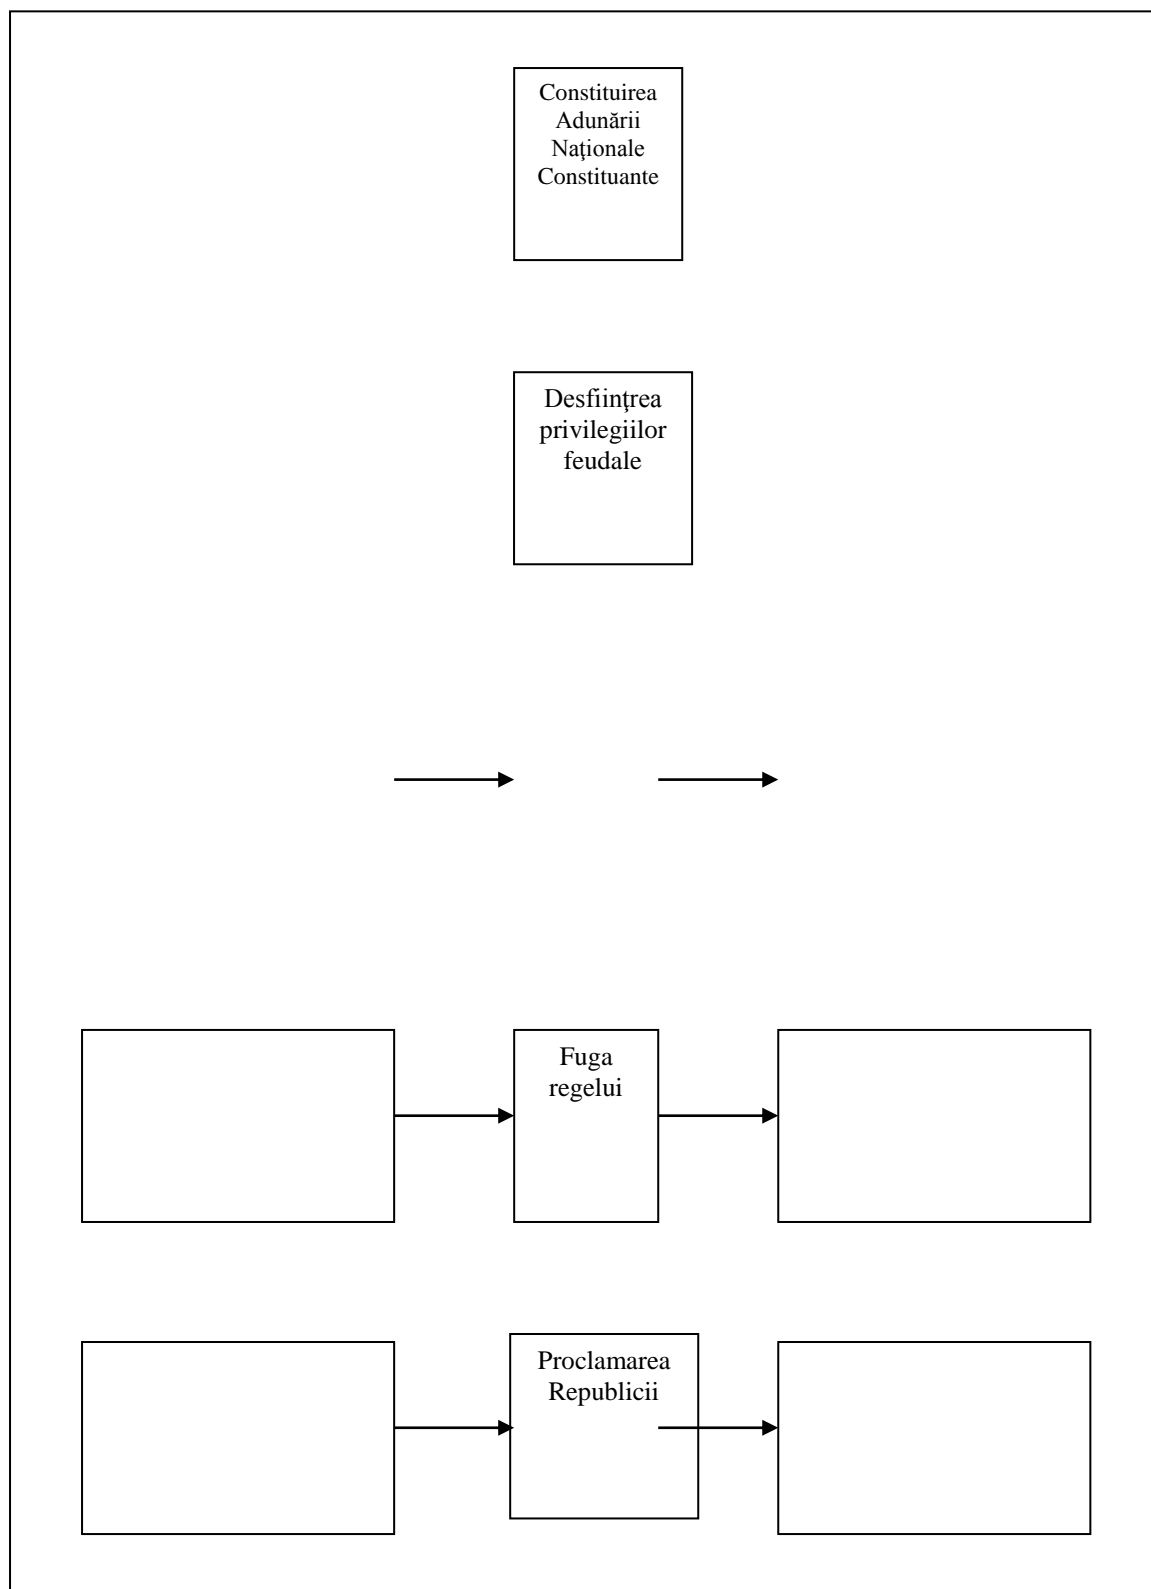 Constituirea
Adunării
Naţionale
Constituante
Desfiinţrea
privilegiilor
feudale
Fuga
regelui
Proclamarea
Republicii